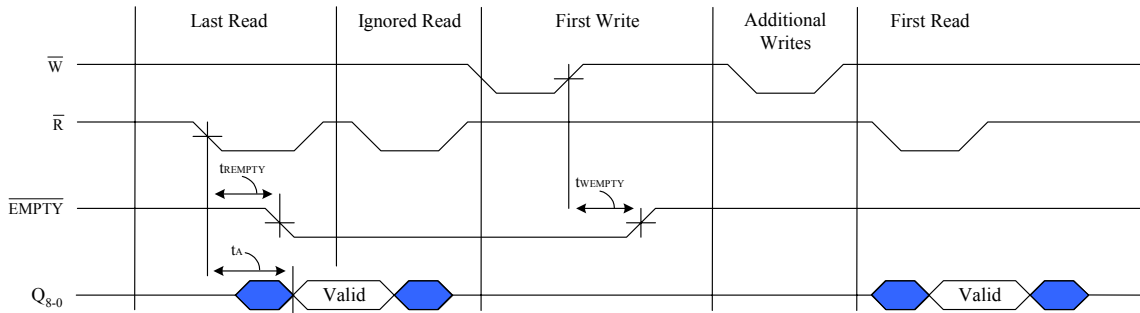 Last Read
Ignored Read
First Write
Additional
Writes
First Read
W
R
tREMPTY
tWEMPTY
EMPTY
tA
Q8-0
Valid
Valid